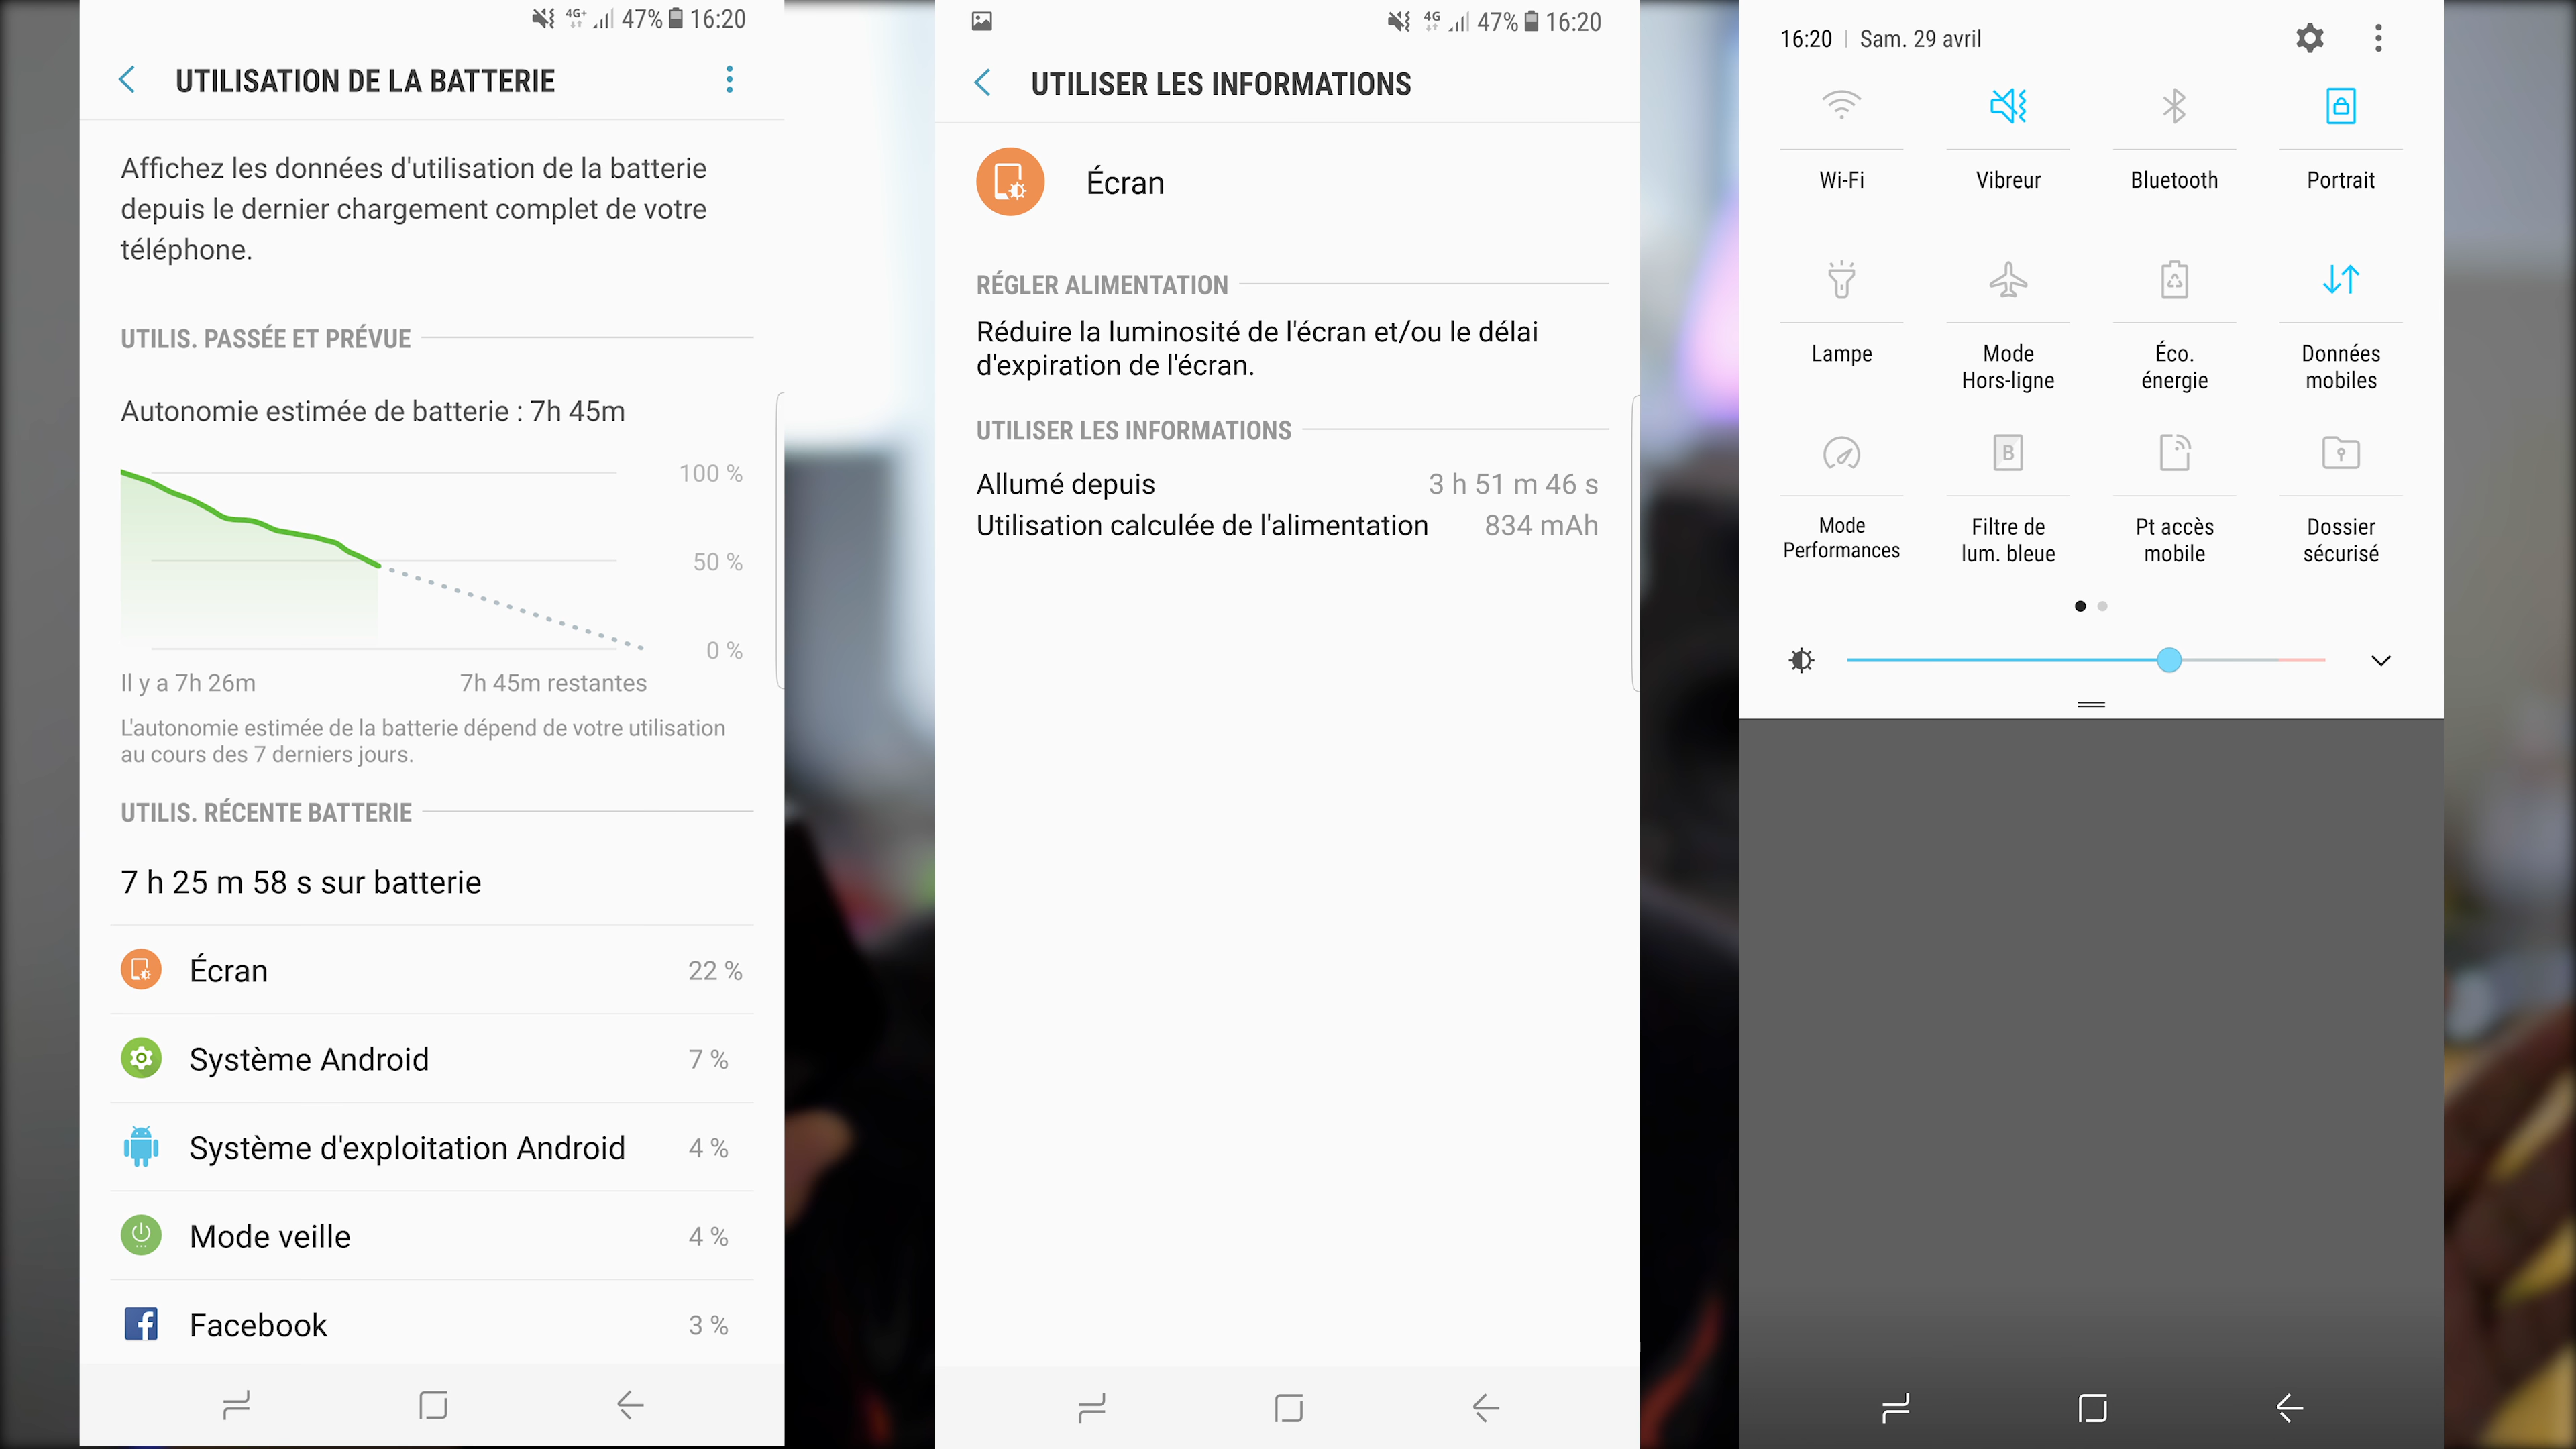 4G+ 47% 16:20
UTILISATION DE LA BATTERIE
Affichez les données d'utilisation de la batterie
depuis le dernier chargement complet de votre
téléphone.
UTILIS. PASSÉE ET PRÉVUE
Autonomie estimée de batterie : 7h 45m
100 %
50 %
0 %
Il y a 7h 26m 7h 45m restantes
L'autonomie estimée de la batterie dépend de votre utilisation
au cours des 7 derniers jours.
UTILIS. RÉCENTE BATTERIE
7 h 25 m 58 s sur batterie
Écran 22 %
Système Android 7 %
Système d'exploitation Android 4 %
Mode veille 4 %
Facebook 3 %
4G 47% 16:20
UTILISER LES INFORMATIONS
Écran
RÉGLER ALIMENTATION
Réduire la luminosité de l'écran et/ou le délai
d'expiration de l'écran.
UTILISER LES INFORMATIONS
Allumé depuis 3 h 51 m 46 s
Utilisation calculée de l'alimentation 834 mAh
16:20 Sam. 29 avril
Wi-Fi Vibreur Bluetooth Portrait
Lampe Mode Éco. Données
Hors-ligne énergie mobiles
B
Mode Filtre de Pt accès Dossier
Performances lum. bleue mobile sécurisé